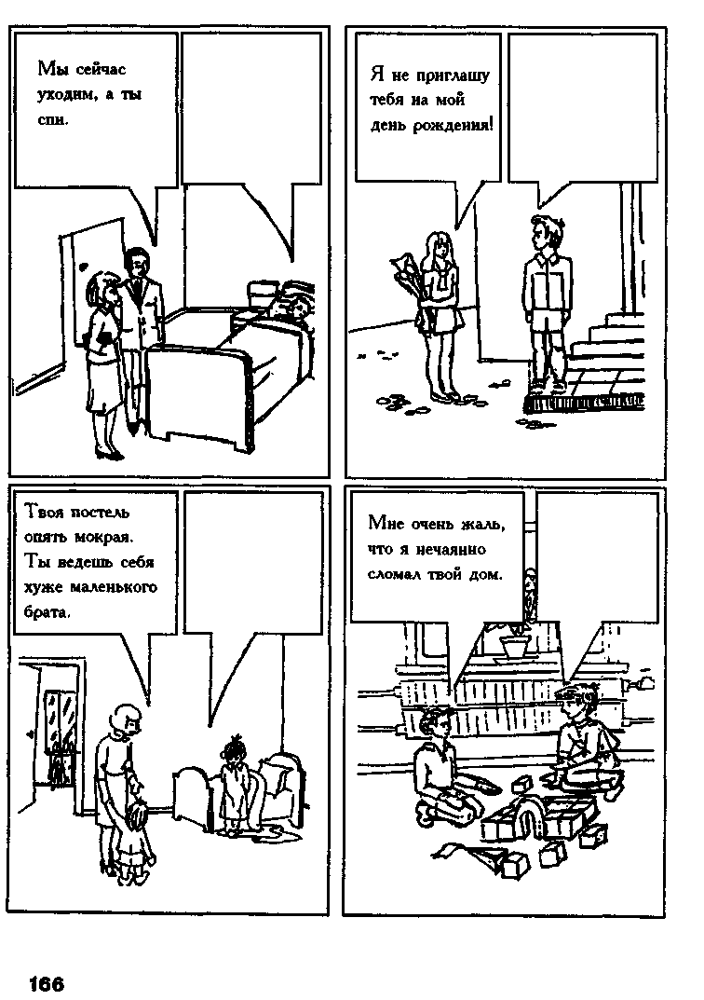 Мы сейчас
уходим, а ты
спи.
Я не приглашу
тебя на мой
день рождения!
Твоя постель
опять мокрая.
Ты ведешь себя
хуже маленького
брата.
Мне очень жаль,
что я нечаянно
сломал твой дом.
166